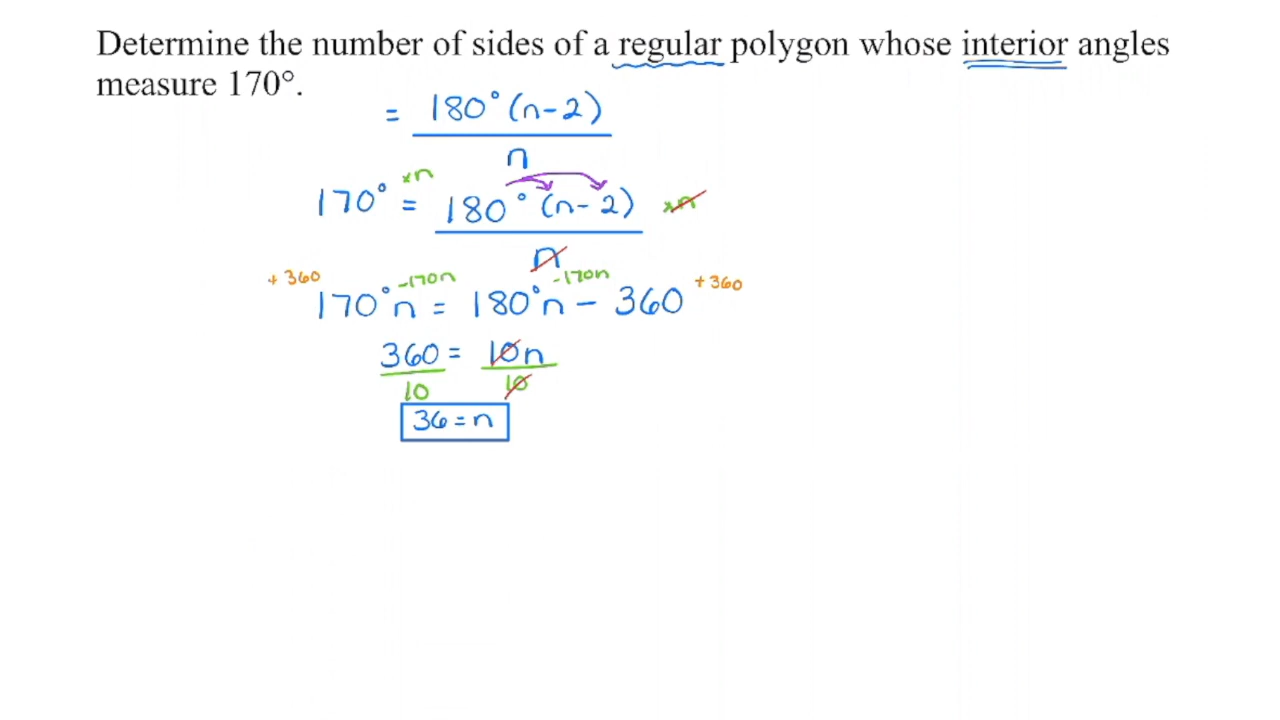 Determine the number of sides of a regular polygon whose interior angles
measure 170°.
= 180°(n-2)
n
170° ×n = 180°(n-2) ×n
n
+360 170°n -170n = 180°n -170n - 360 +360
360 = 10n
10 10
36 = n